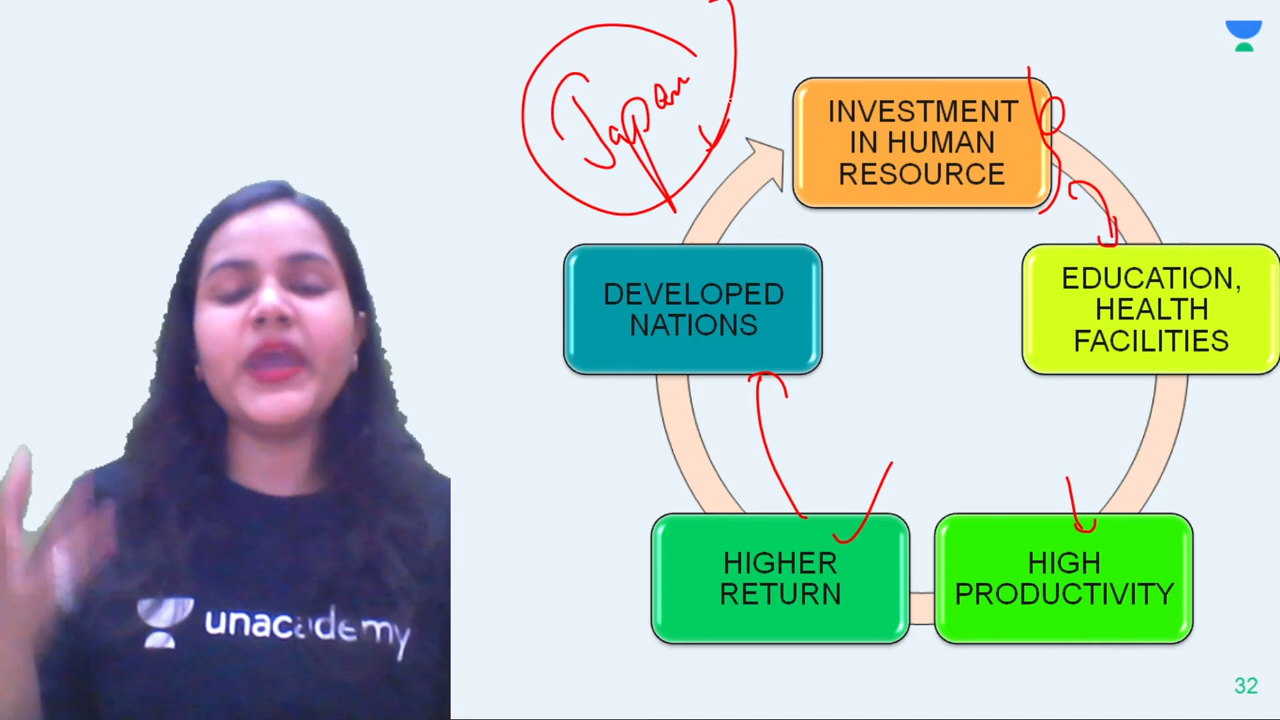 Japan
INVESTMENT
IN HUMAN
RESOURCE
EDUCATION,
HEALTH
FACILITIES
DEVELOPED
NATIONS
HIGHER
RETURN
HIGH
PRODUCTIVITY
unacademy
32